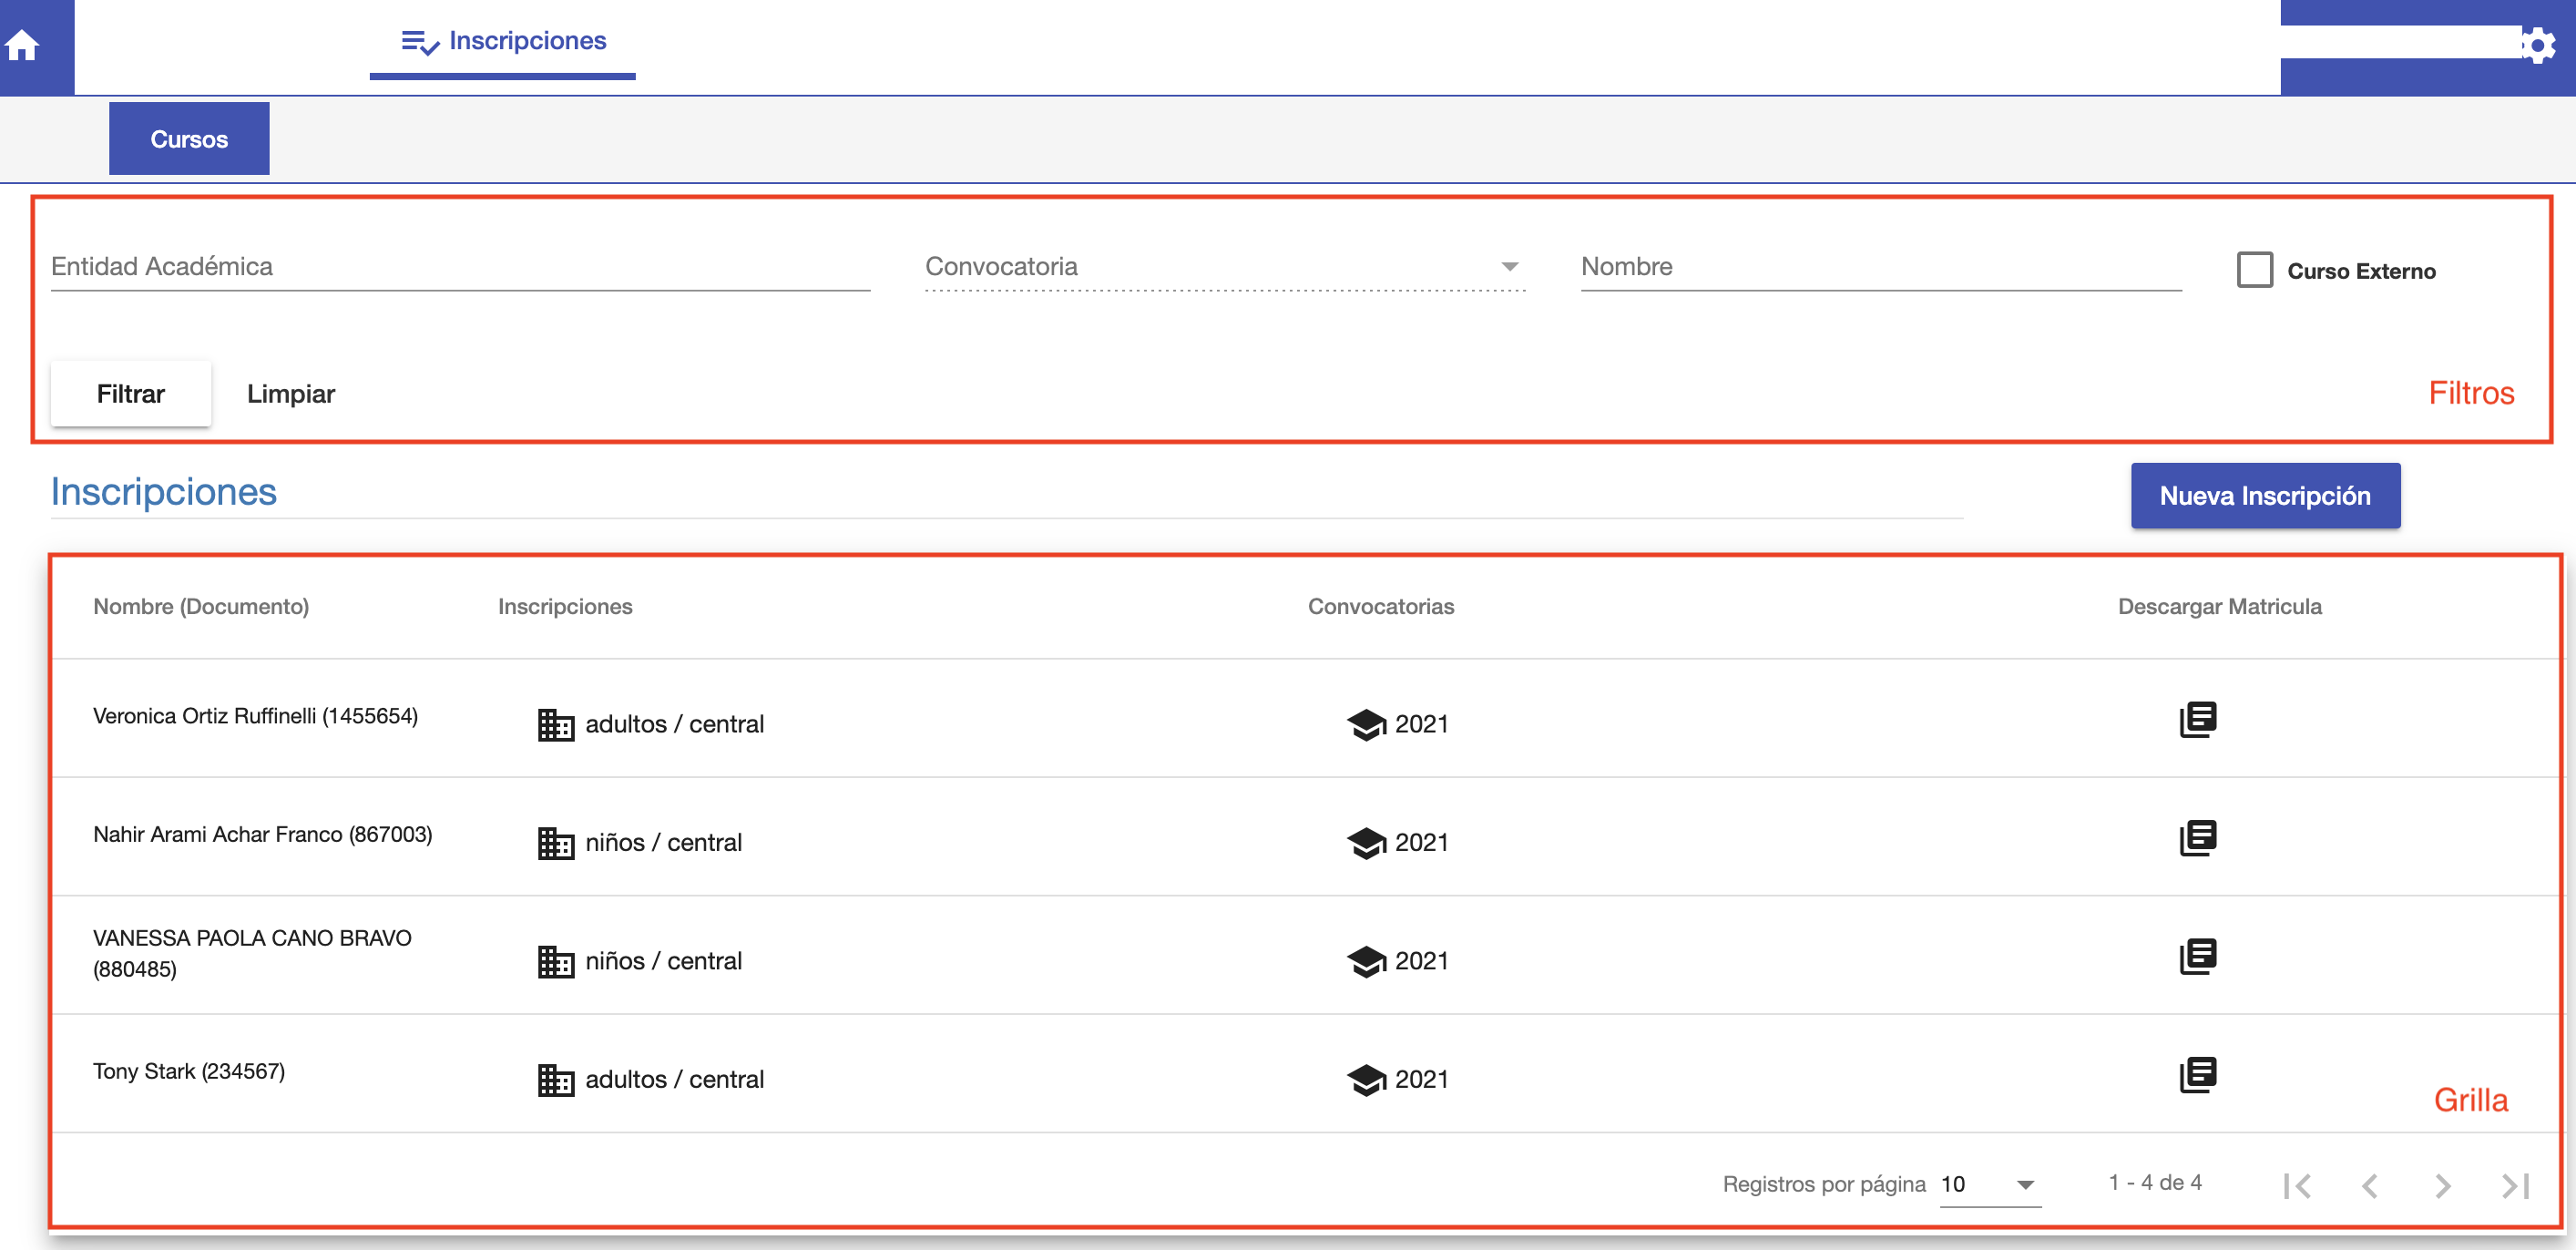 Inscripciones
Cursos
Entidad Académica
Convocatoria
Nombre
Curso Externo
Filtrar
Limpiar
Filtros
Inscripciones
Nueva Inscripción
Nombre (Documento)
Inscripciones
Convocatorias
Descargar Matricula
Veronica Ortiz Ruffinelli (1455654)
adultos / central
2021
Nahir Arami Achar Franco (867003)
niños / central
2021
VANESSA PAOLA CANO BRAVO
(880485)
niños / central
2021
Tony Stark (234567)
adultos / central
2021
Grilla
Registros por página
10
1 - 4 de 4